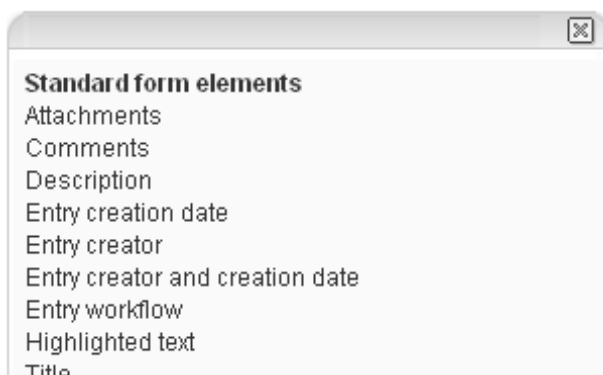 Standard form elements
Attachments
Comments
Description
Entry creation date
Entry creator
Entry creator and creation date
Entry workflow
Highlighted text
Title